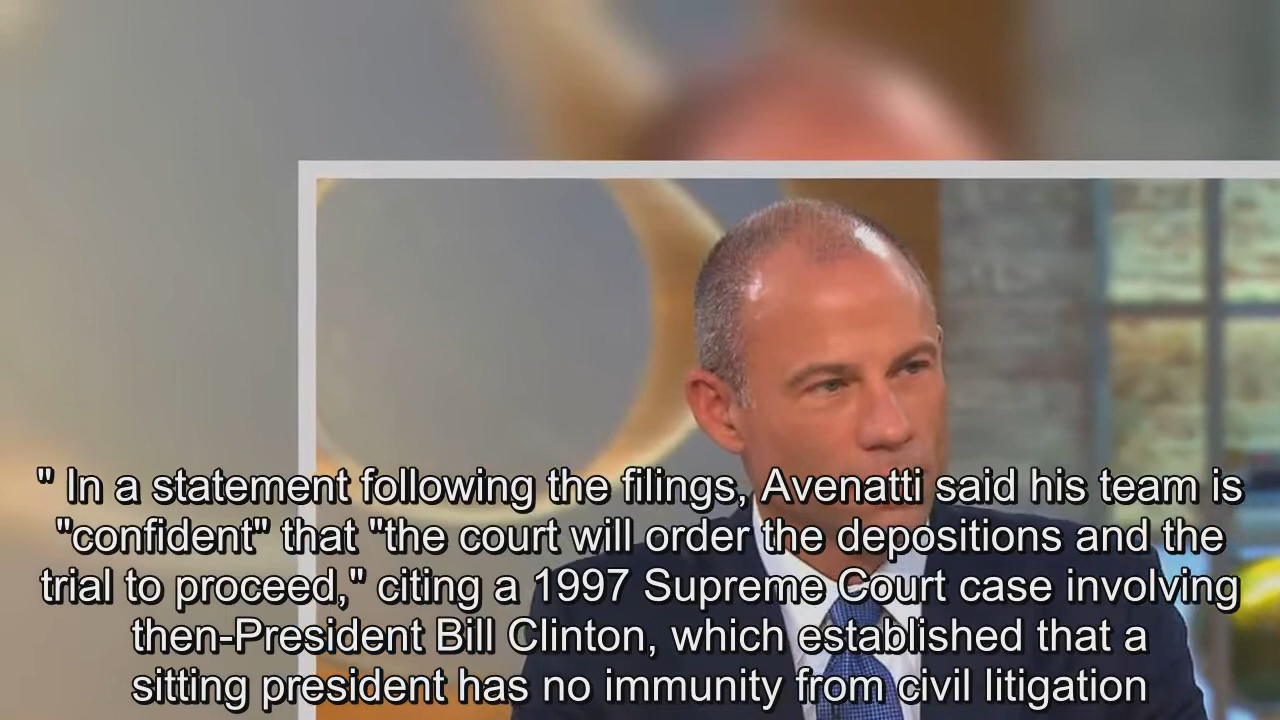 " In a statement following the filings, Avenatti said his team is
"confident" that "the court will order the depositions and the
trial to proceed," citing a 1997 Supreme Court case involving
then-President Bill Clinton, which established that a
sitting president has no immunity from civil litigation